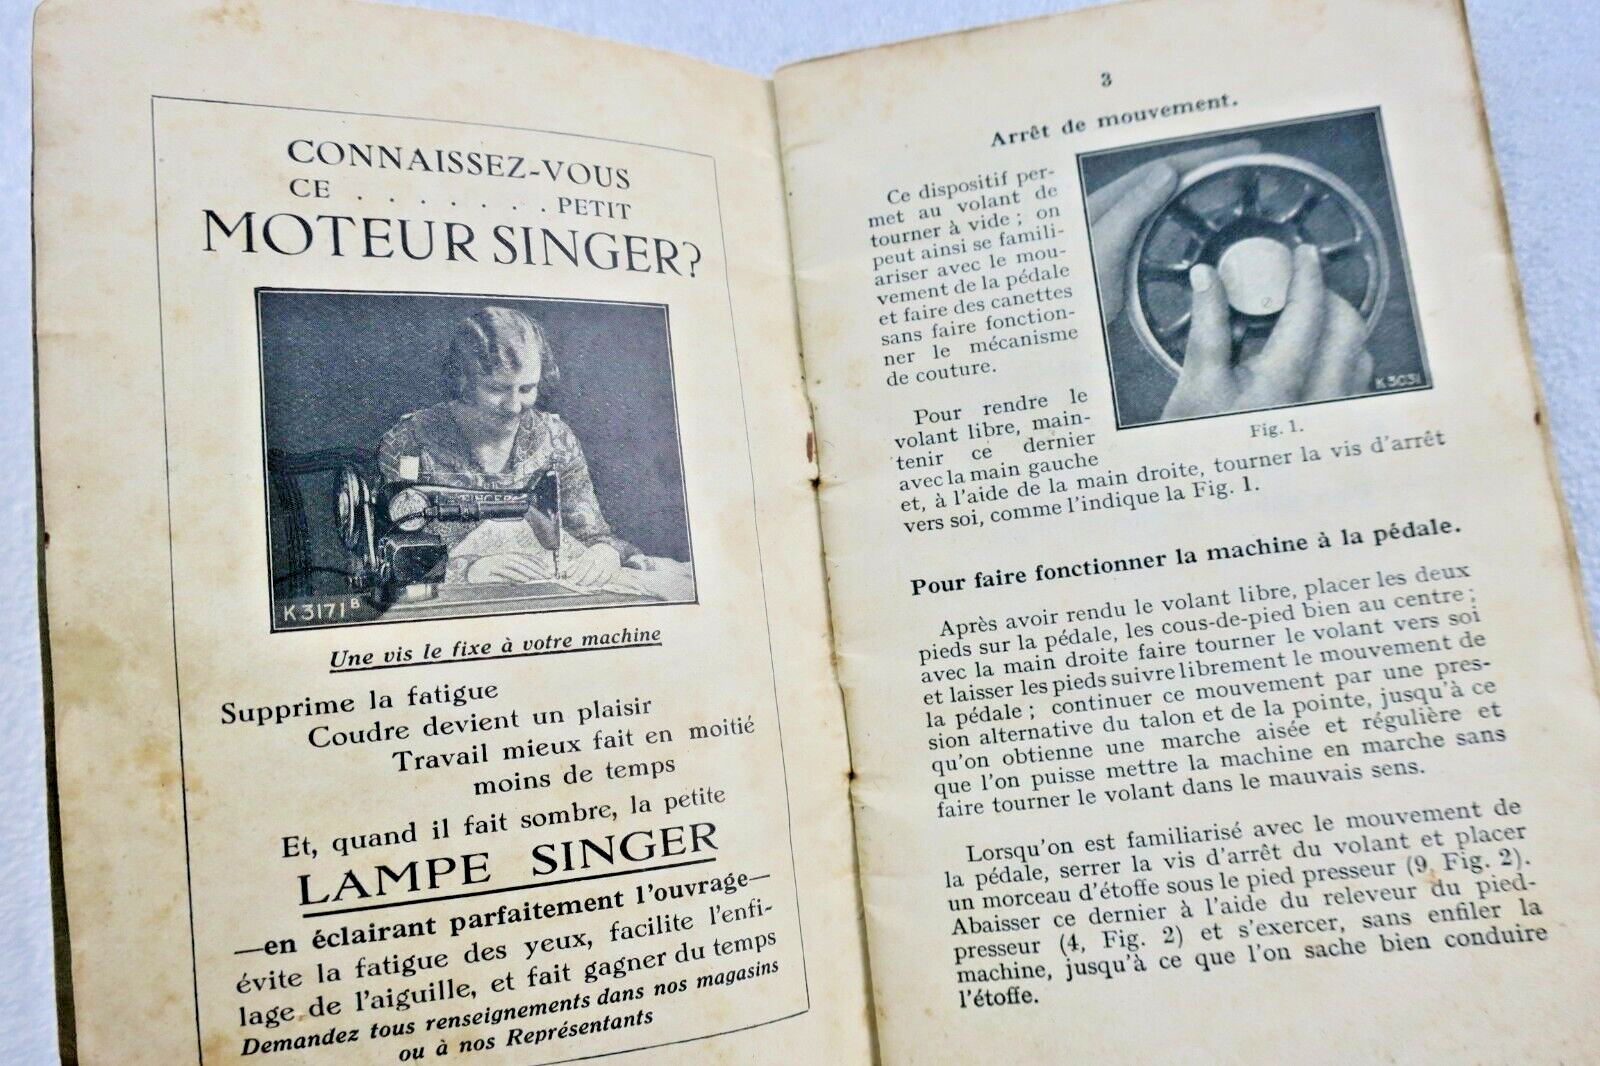 CONNAISSEZ-VOUS
CE . . . . . . . PETIT
MOTEUR SINGER?
SINGER
K3171B
Une vis le fixe à votre machine
Supprime la fatigue
Coudre devient un plaisir
Travail mieux fait en moitié
moins de temps
Et, quand il fait sombre, la petite
LAMPE SINGER
—en éclairant parfaitement l'ouvrage—
évite la fatigue des yeux, facilite l'enfi-
lage de l'aiguille, et fait gagner du temps
Demandez tous renseignements dans nos magasins
ou à nos Représentants
3
Arrêt de mouvement.
Ce dispositif per-
met au volant de
tourner à vide ; on
peut ainsi se famili-
ariser avec le mou-
vement de la pédale
et faire des canettes
sans faire fonction-
ner le mécanisme
de couture.
K3031
Fig. 1.
Pour rendre le
volant libre, main-
tenir ce dernier
avec la main gauche
et, à l'aide de la main droite, tourner la vis d'arrêt
vers soi, comme l'indique la Fig. 1.
Pour faire fonctionner la machine à la pédale.
Après avoir rendu le volant libre, placer les deux
pieds sur la pédale, les cous-de-pied bien au centre ;
avec la main droite faire tourner le volant vers soi
et laisser les pieds suivre librement le mouvement de
la pédale ; continuer ce mouvement par une pres-
sion alternative du talon et de la pointe, jusqu'à ce
qu'on obtienne une marche aisée et régulière et
que l'on puisse mettre la machine en marche sans
faire tourner le volant dans le mauvais sens.
Lorsqu'on est familiarisé avec le mouvement de
la pédale, serrer la vis d'arrêt du volant et placer
un morceau d'étoffe sous le pied presseur (9, Fig. 2).
Abaisser ce dernier à l'aide du releveur du pied-
presseur (4, Fig. 2) et s'exercer, sans enfiler la
machine, jusqu'à ce que l'on sache bien conduire
l'étoffe.